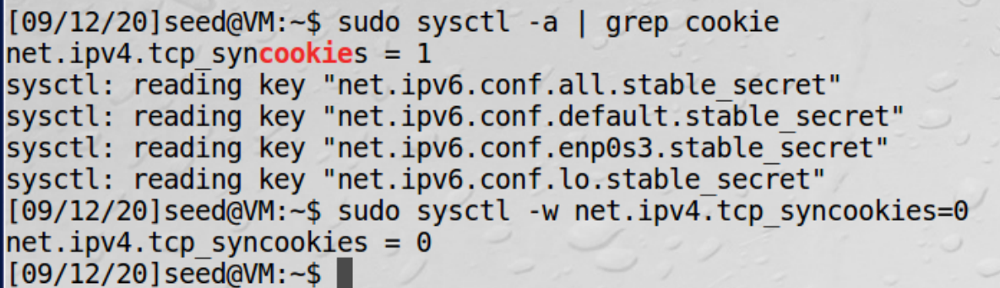 [09/12/20]seed@VM:~$ sudo sysctl -a | grep cookie
net.ipv4.tcp_syncookies = 1
sysctl: reading key "net.ipv6.conf.all.stable_secret"
sysctl: reading key "net.ipv6.conf.default.stable_secret"
sysctl: reading key "net.ipv6.conf.enp0s3.stable_secret"
sysctl: reading key "net.ipv6.conf.lo.stable_secret"
[09/12/20]seed@VM:~$ sudo sysctl -w net.ipv4.tcp_syncookies=0
net.ipv4.tcp_syncookies = 0
[09/12/20]seed@VM:~$